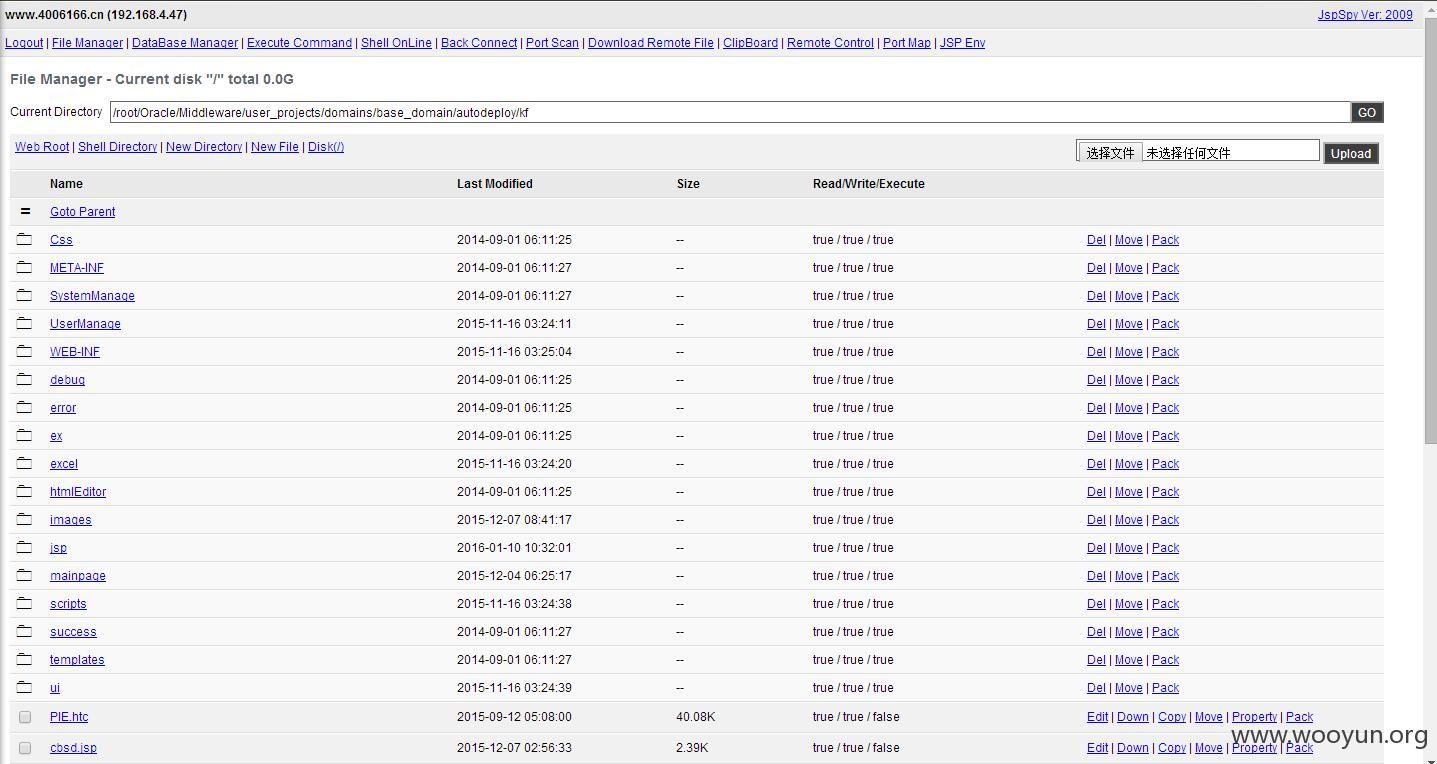 www.4006166.cn (192.168.4.47) JspSpy Ver: 2009
Logout | File Manager | DataBase Manager | Execute Command | Shell OnLine | Back Connect | Port Scan | Download Remote File | ClipBoard | Remote Control | Port Map | JSP Env
File Manager - Current disk "/" total 0.0G
Current Directory /root/Oracle/Middleware/user_projects/domains/base_domain/autodeploy/kf GO
Web Root | Shell Directory | New Directory | New File | Disk(/) 选择文件 未选择任何文件 Upload
Name Last Modified Size Read/Write/Execute
= Goto Parent
Css 2014-09-01 06:11:25 -- true / true / true Del | Move | Pack
META-INF 2014-09-01 06:11:27 -- true / true / true Del | Move | Pack
SystemManage 2014-09-01 06:11:27 -- true / true / true Del | Move | Pack
UserManage 2015-11-16 03:24:11 -- true / true / true Del | Move | Pack
WEB-INF 2015-11-16 03:25:04 -- true / true / true Del | Move | Pack
debug 2014-09-01 06:11:25 -- true / true / true Del | Move | Pack
error 2014-09-01 06:11:25 -- true / true / true Del | Move | Pack
ex 2014-09-01 06:11:25 -- true / true / true Del | Move | Pack
excel 2015-11-16 03:24:20 -- true / true / true Del | Move | Pack
htmlEditor 2014-09-01 06:11:25 -- true / true / true Del | Move | Pack
images 2015-12-07 08:41:17 -- true / true / true Del | Move | Pack
jsp 2016-01-10 10:32:01 -- true / true / true Del | Move | Pack
mainpage 2015-12-04 06:25:17 -- true / true / true Del | Move | Pack
scripts 2015-11-16 03:24:38 -- true / true / true Del | Move | Pack
success 2014-09-01 06:11:27 -- true / true / true Del | Move | Pack
templates 2014-09-01 06:11:27 -- true / true / true Del | Move | Pack
ui 2015-11-16 03:24:39 -- true / true / true Del | Move | Pack
PIE.htc 2015-09-12 05:08:00 40.08K true / true / false Edit | Down | Copy | Move | Property | Pack
cbsd.jsp 2015-12-07 02:56:33 2.39K true / true / false Edit | Down | Copy | Move | Property | Pack
www.wooyun.org